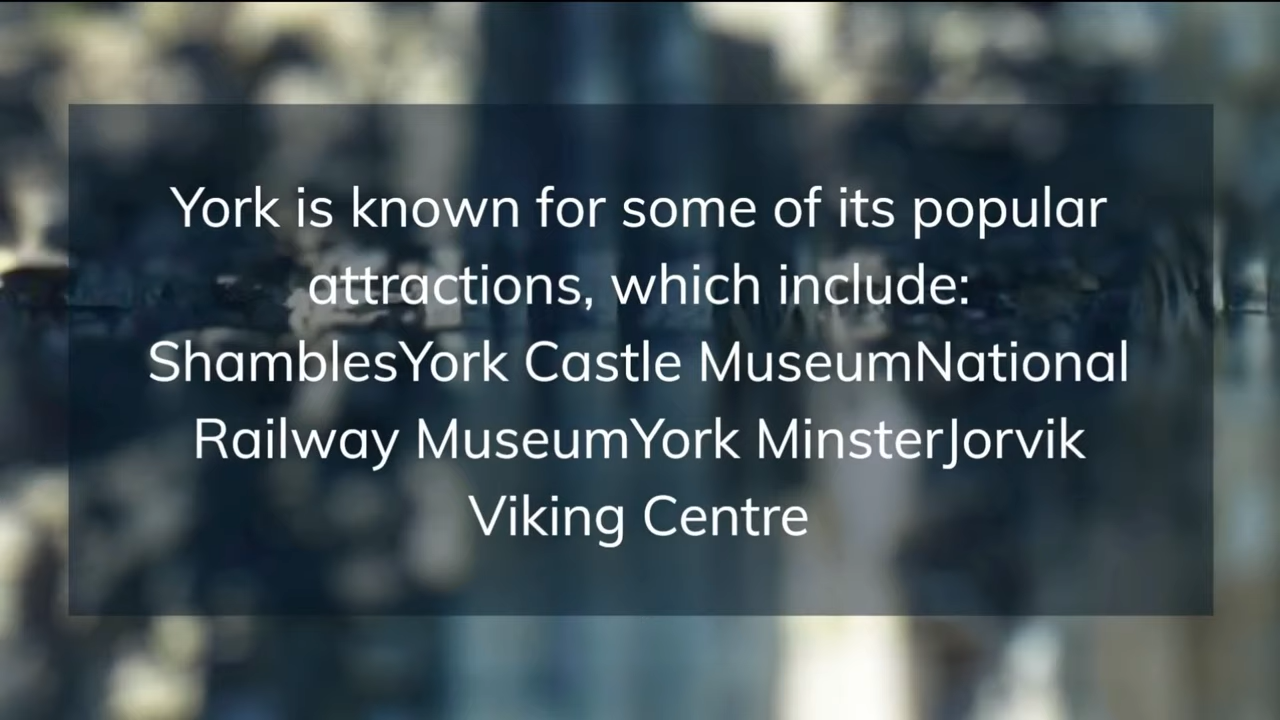 York is known for some of its popular
attractions, which include:
ShamblesYork Castle MuseumNational
Railway MuseumYork MinsterJorvik
Viking Centre